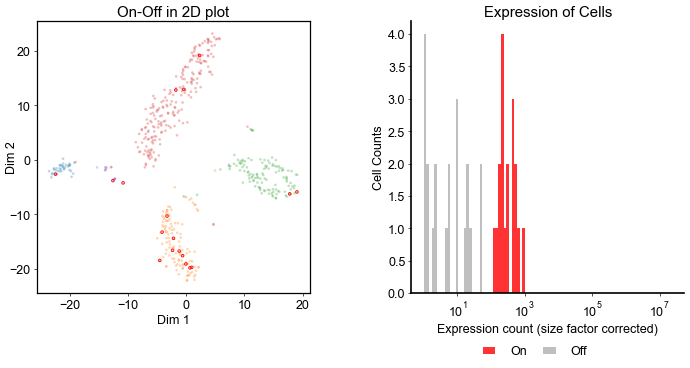 On-Off in 2D plot
Dim 2
20
10
0
−10
−20
−20
−10
0
10
20
Dim 1
Expression of Cells
Cell Counts
4.0
3.5
3.0
2.5
2.0
1.5
1.0
0.5
0.0
10^1
10^3
10^5
10^7
Expression count (size factor corrected)
On
Off